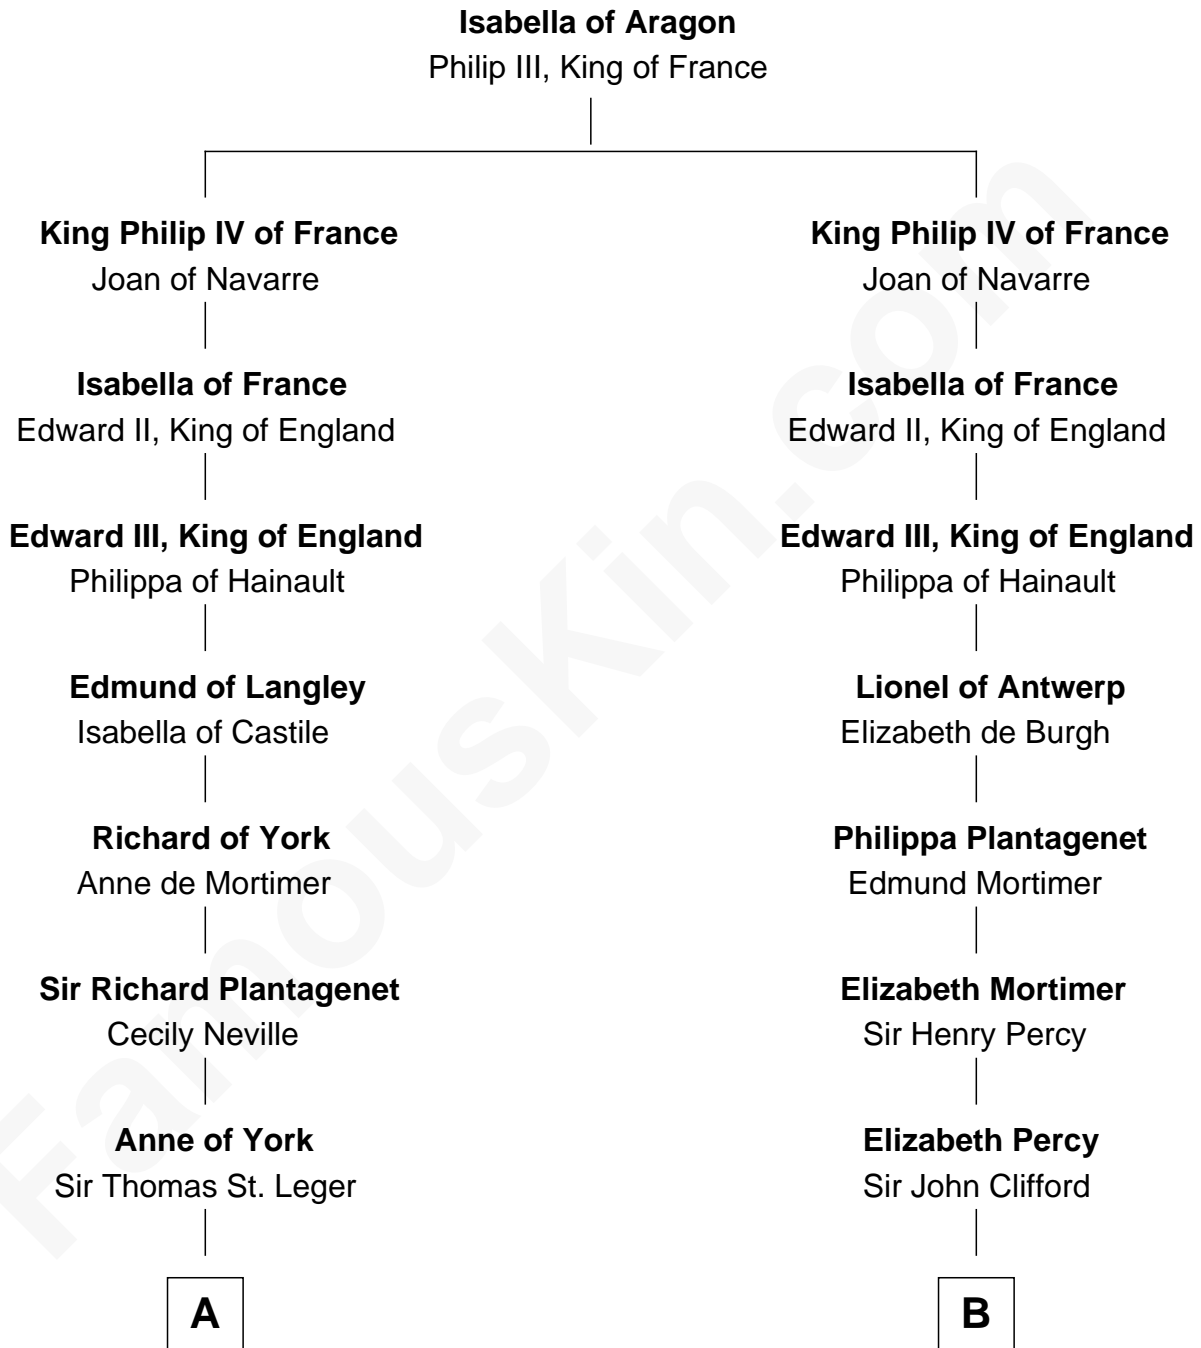 Isabella of Aragon
Philip III, King of France
King Philip IV of France
Joan of Navarre
Isabella of France
Edward II, King of England
Edward III, King of England
Philippa of Hainault
Edmund of Langley
Isabella of Castile
Richard of York
Anne de Mortimer
Sir Richard Plantagenet
Cecily Neville
Anne of York
Sir Thomas St. Leger
A
King Philip IV of France
Joan of Navarre
Isabella of France
Edward II, King of England
Edward III, King of England
Philippa of Hainault
Lionel of Antwerp
Elizabeth de Burgh
Philippa Plantagenet
Edmund Mortimer
Elizabeth Mortimer
Sir Henry Percy
Elizabeth Percy
Sir John Clifford
B
FamousKin.com